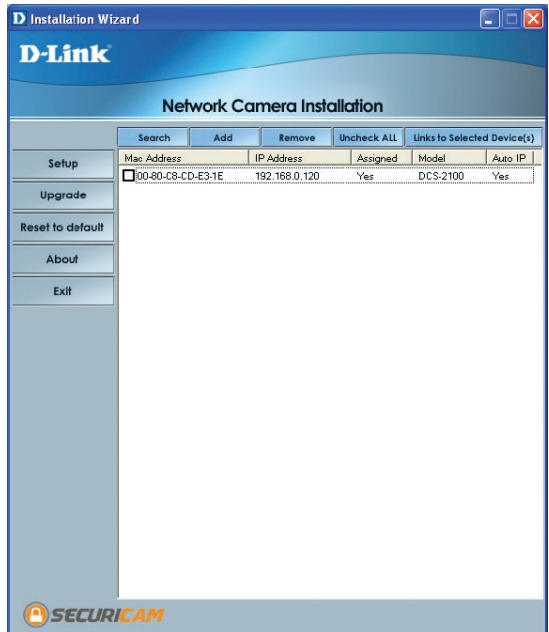 D Installation Wizard
D-Link
Network Camera Installation
Search Add Remove Uncheck ALL Links to Selected Device(s)
Mac Address IP Address Assigned Model Auto IP
00-80-C8-CD-E3-1E 192.168.0.120 Yes DCS-2100 Yes
Setup
Upgrade
Reset to default
About
Exit
SECURICAM